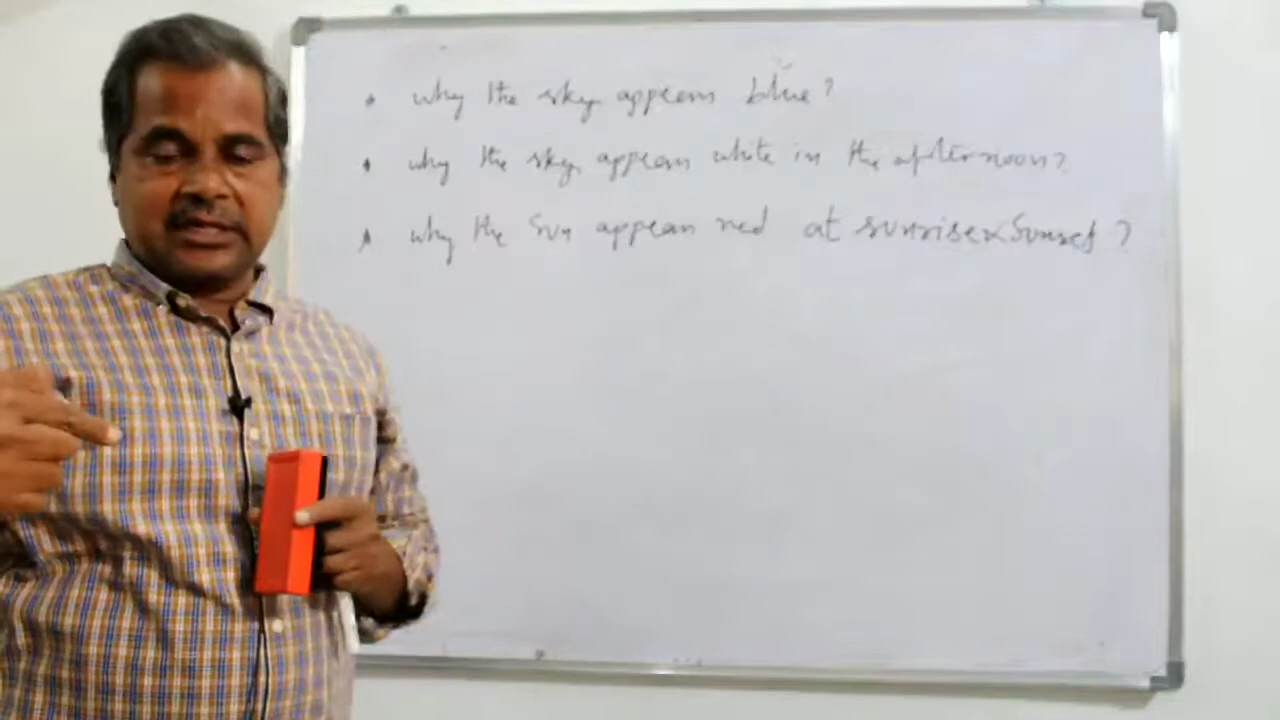 • why the sky appears blue?
• why the sky appears white in the afternoon?
• why the Sun appear red at sunrise & Sunset?